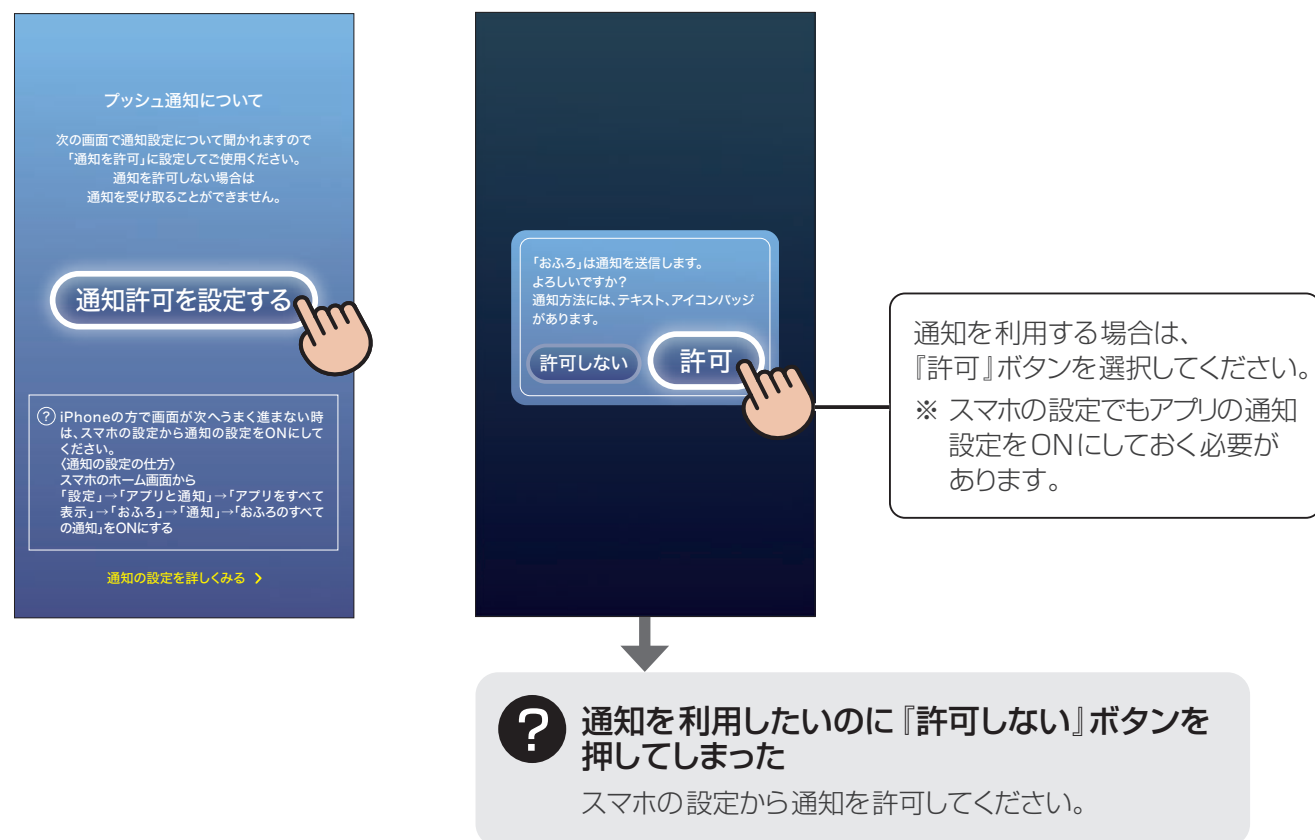 プッシュ通知について
次の画面で通知設定について聞かれますので
「通知を許可」に設定してご使用ください。
通知を許可しない場合は
通知を受け取ることができません。
通知許可を設定する
? iPhoneの方で画面が次へうまく進まない時
は、スマホの設定から通知の設定をONにして
ください。
〈通知の設定の仕方〉
スマホのホーム画面から
「設定」→「アプリと通知」→「アプリをすべて
表示」→「おふろ」→「通知」→「おふろのすべて
の通知」をONにする
通知の設定を詳しくみる >
「おふろ」は通知を送信します。
よろしいですか?
通知方法には、テキスト、アイコンバッジ
があります。
許可しない
許可
通知を利用する場合は、
『許可』ボタンを選択してください。
※ スマホの設定でもアプリの通知
設定をONにしておく必要が
あります。
? 通知を利用したいのに『許可しない』ボタンを
押してしまった
スマホの設定から通知を許可してください。